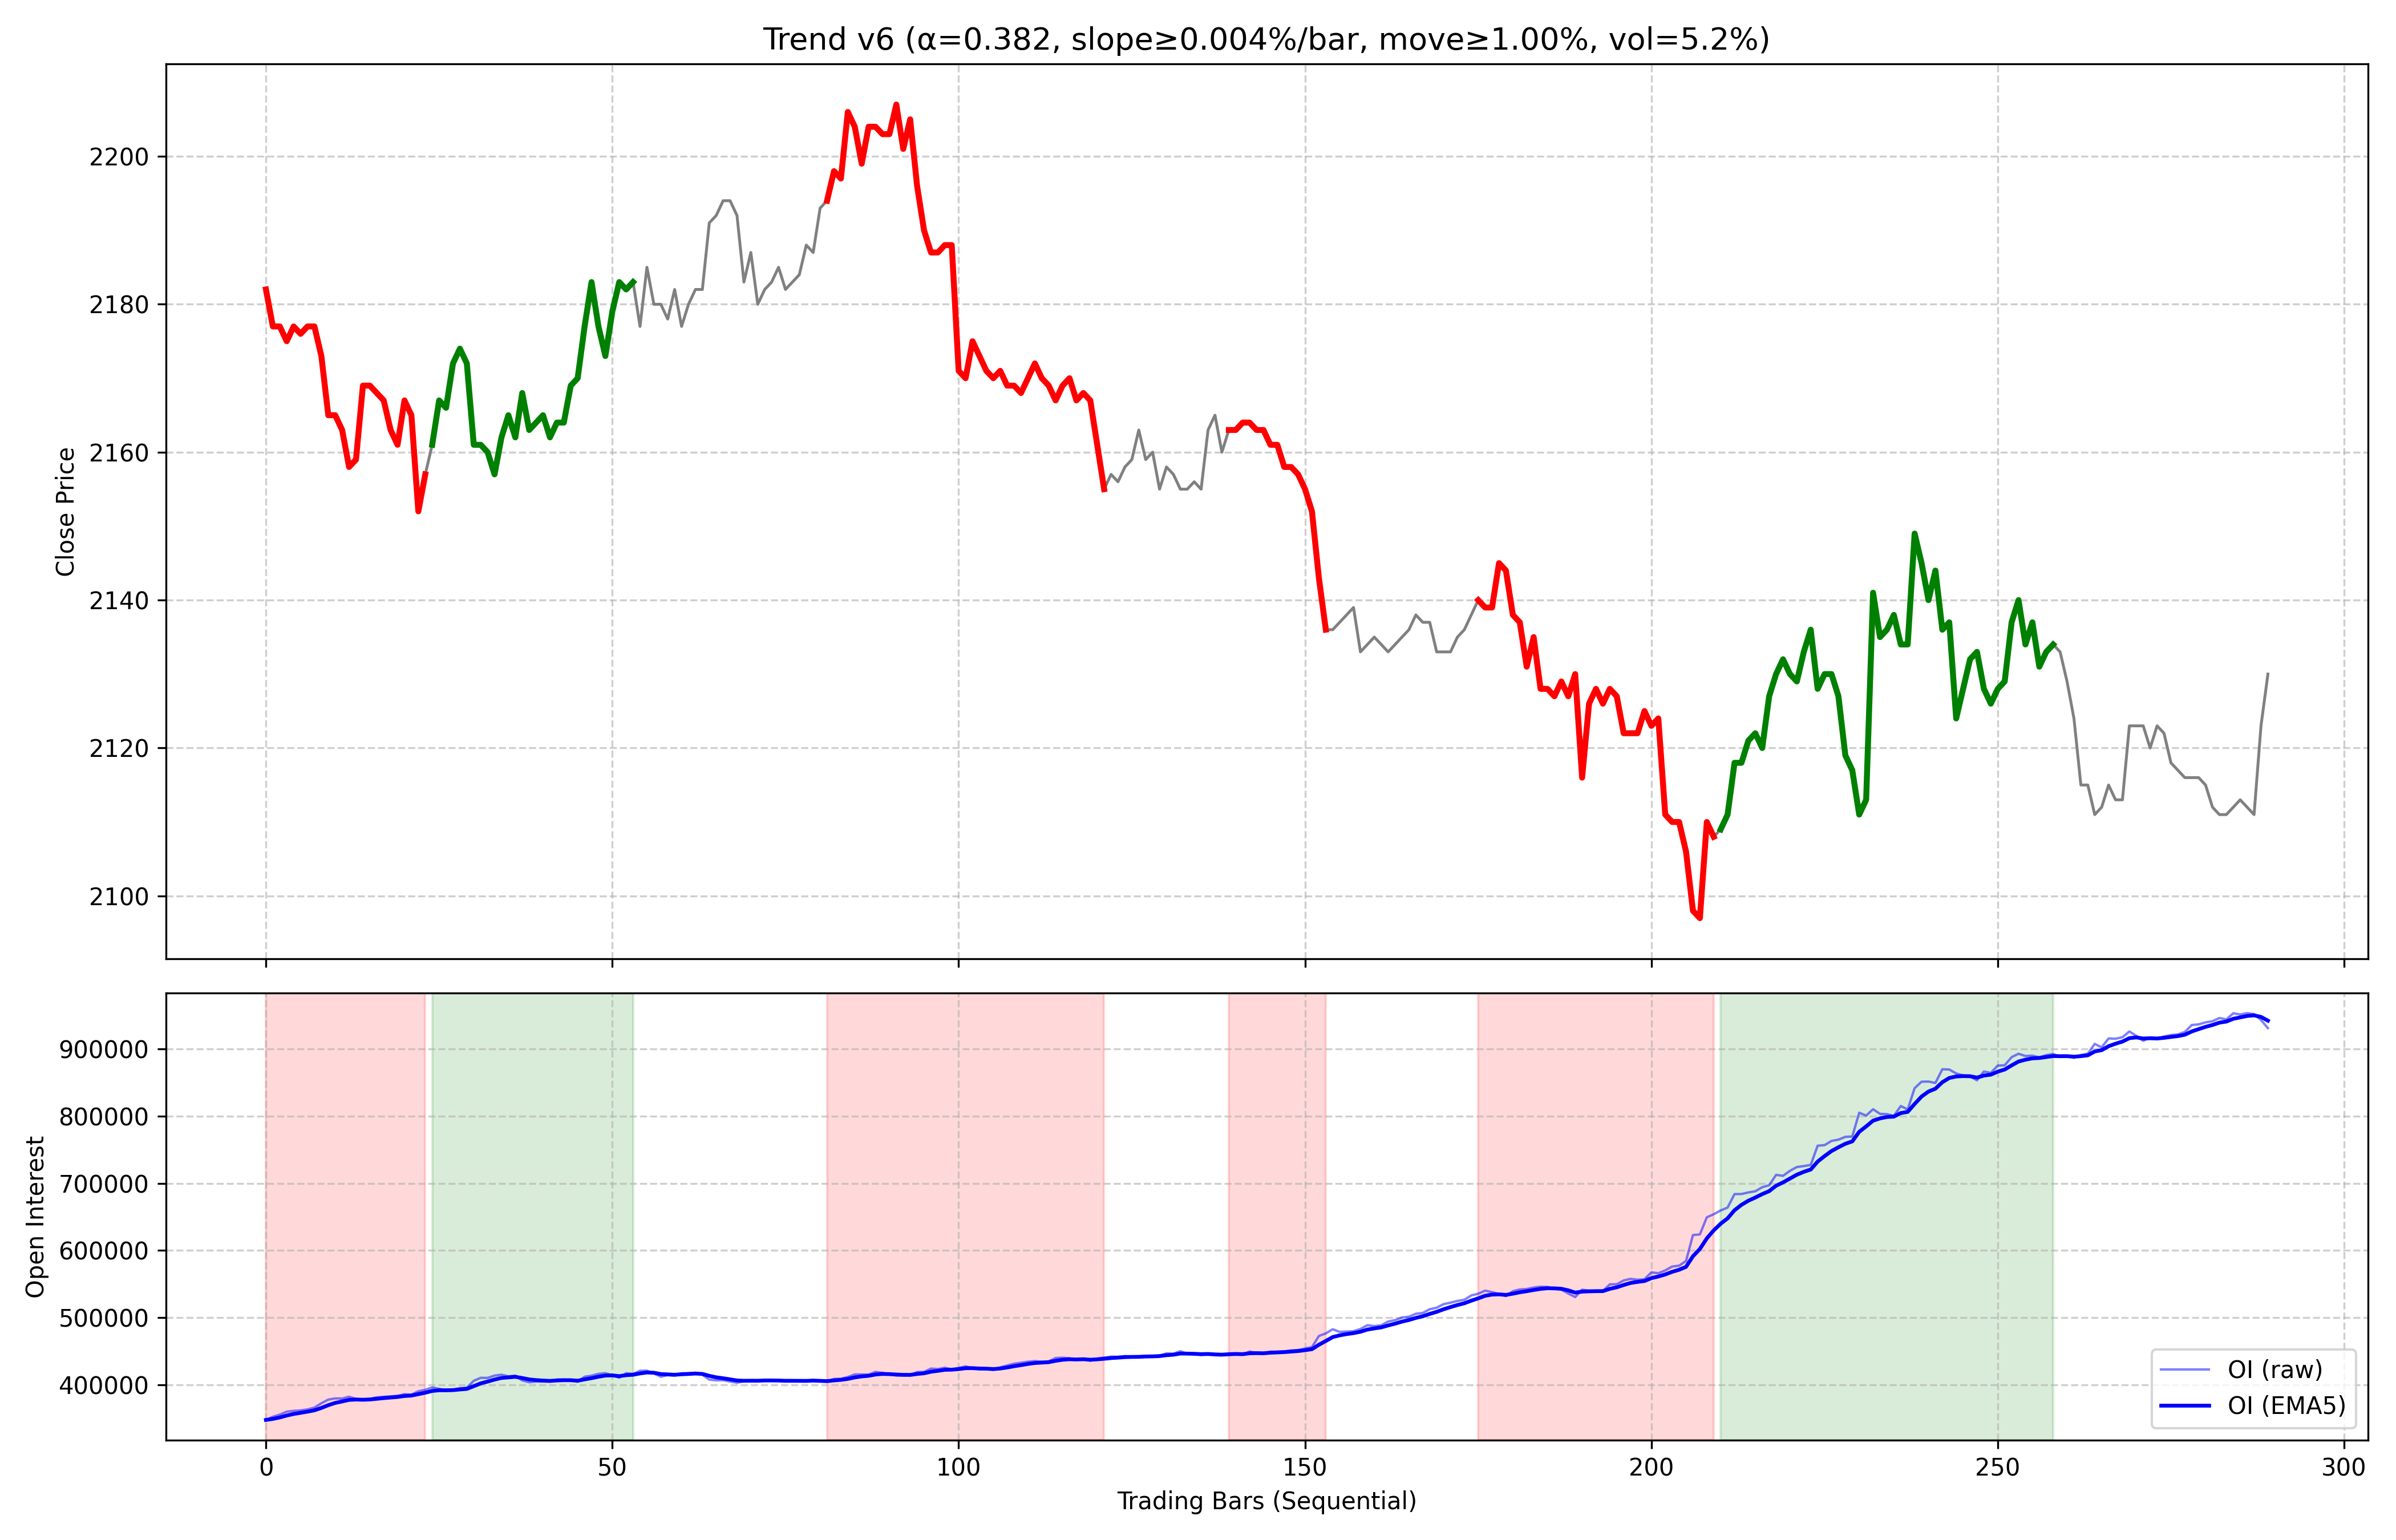 Trend v6 (α=0.382, slope≥0.004%/bar, move≥1.00%, vol=5.2%)
Close Price
2200
2180
2160
2140
2120
2100
Open Interest
900000
800000
700000
600000
500000
400000
OI (raw)
OI (EMA5)
0 50 100 150 200 250 300
Trading Bars (Sequential)